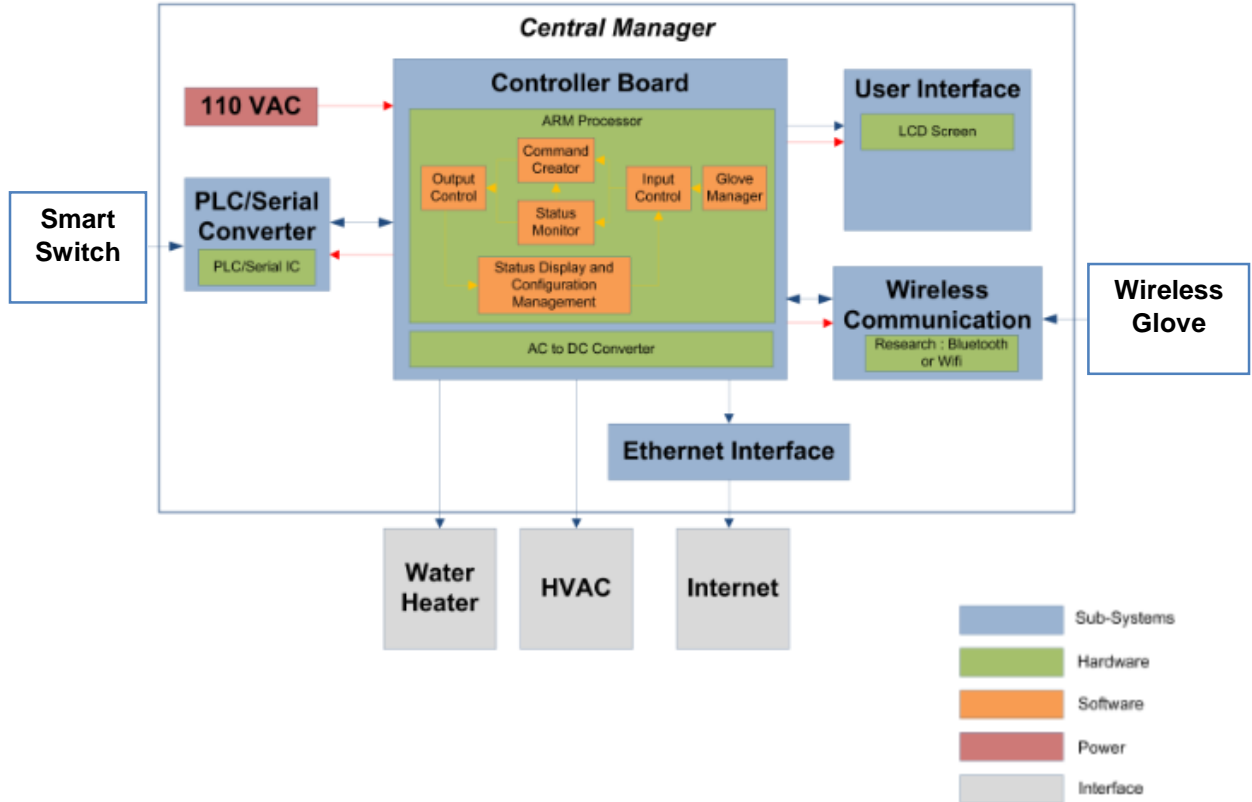 Central Manager
Controller Board
110 VAC
User Interface
LCD Screen
ARM Processor
Command
Creator
Output
Control
Input
Control
Glove
Manager
Status
Monitor
Status Display and
Configuration
Management
AC to DC Converter
Smart
Switch
PLC/Serial
Converter
PLC/Serial IC
Wireless
Communication
Research : Bluetooth
or Wifi
Wireless
Glove
Ethernet Interface
Water
Heater
HVAC
Internet
Sub-Systems
Hardware
Software
Power
Interface